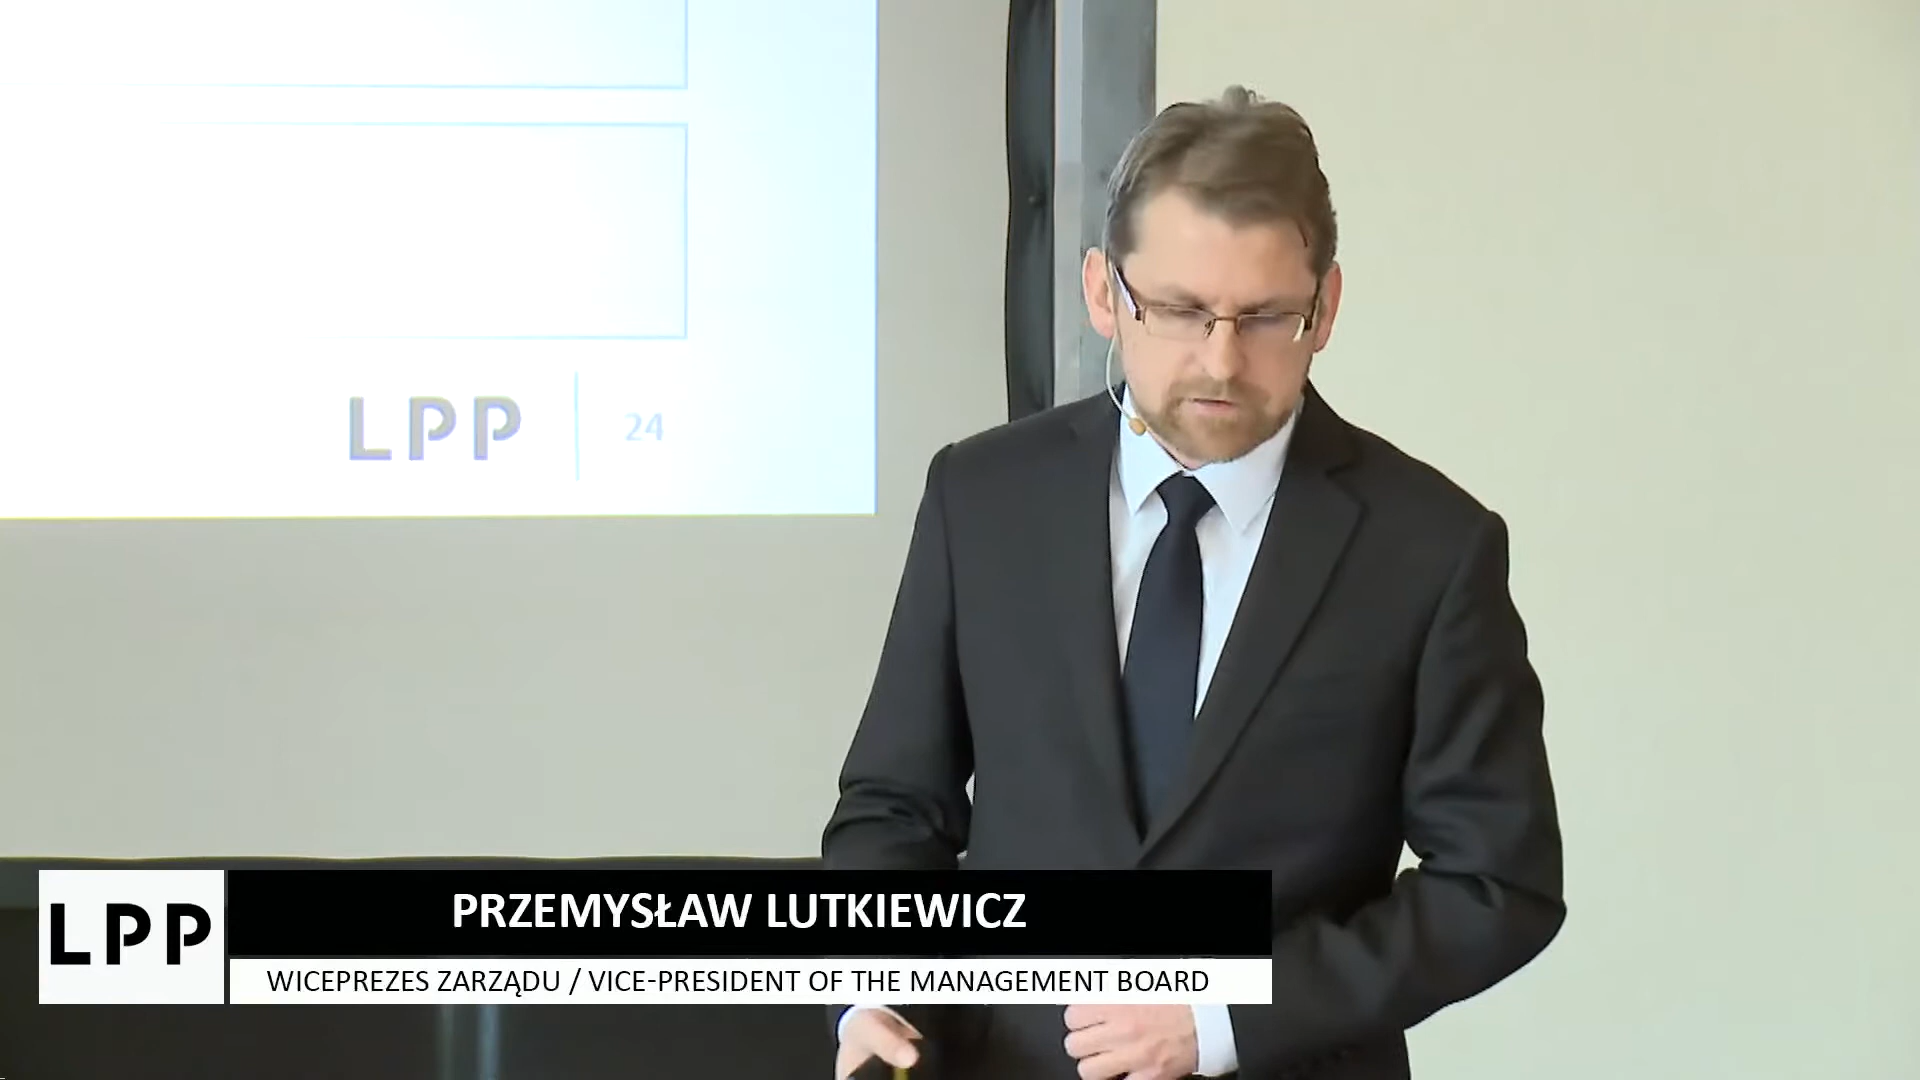 LPP 24
LPP
PRZEMYSŁAW LUTKIEWICZ
WICEPREZES ZARZĄDU / VICE-PRESIDENT OF THE MANAGEMENT BOARD